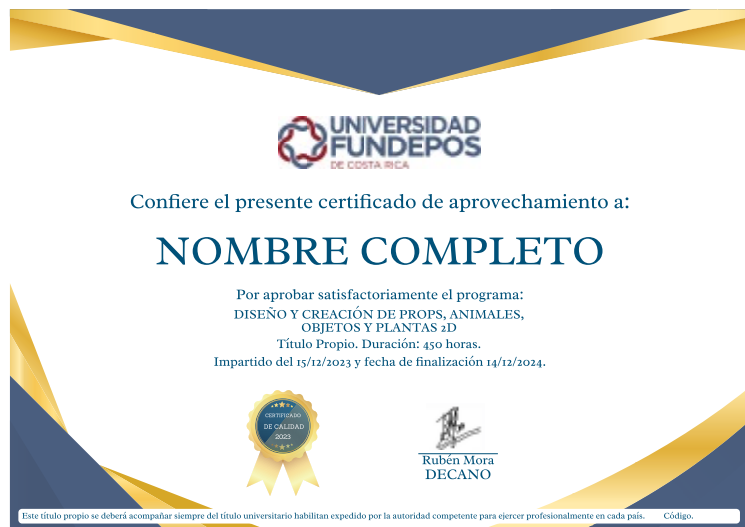 UNIVERSIDAD
FUNDEPOS
DE COSTA RICA
Confiere el presente certificado de aprovechamiento a:
NOMBRE COMPLETO
Por aprobar satisfactoriamente el programa:
DISEÑO Y CREACIÓN DE PROPS, ANIMALES,
OBJETOS Y PLANTAS 2D
Título Propio. Duración: 450 horas.
Impartido del 15/12/2023 y fecha de finalización 14/12/2024.
CERTIFICADO
DE CALIDAD
2023
Rubén Mora
DECANO
Este título propio se deberá acompañar siempre del título universitario habilitan expedido por la autoridad competente para ejercer profesionalmente en cada país. Código.